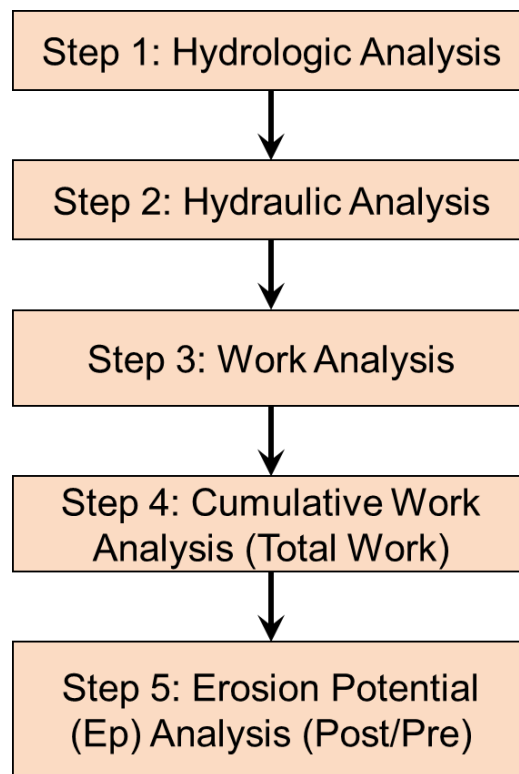 Step 1: Hydrologic Analysis
Step 2: Hydraulic Analysis
Step 3: Work Analysis
Step 4: Cumulative Work
Analysis (Total Work)
Step 5: Erosion Potential
(Ep) Analysis (Post/Pre)